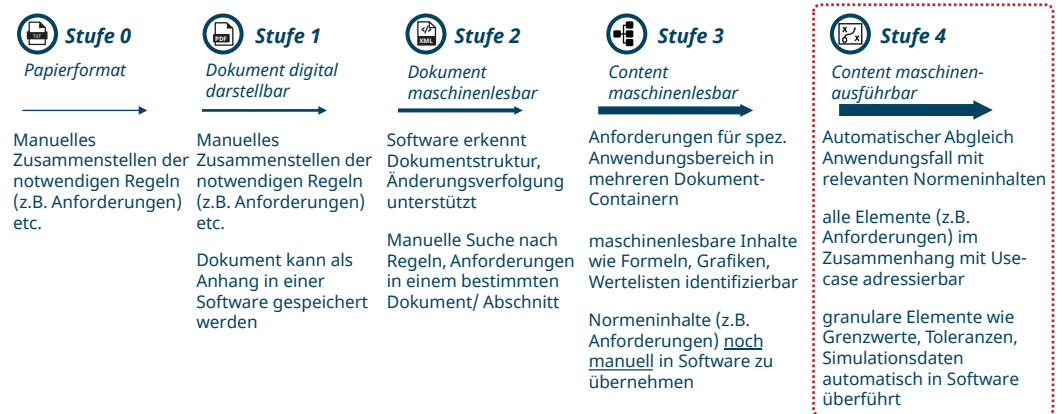 TXT
Stufe 0
Papierformat
Manuelles
Zusammenstellen der
notwendigen Regeln
(z.B. Anforderungen)
etc.
PDF
Stufe 1
Dokument digital
darstellbar
Manuelles
Zusammenstellen der
notwendigen Regeln
(z.B. Anforderungen)
etc.
Dokument kann als
Anhang in einer
Software gespeichert
werden
</>
XML
Stufe 2
Dokument
maschinenlesbar
Software erkennt
Dokumentstruktur,
Änderungsverfolgung
unterstützt
Manuelle Suche nach
Regeln, Anforderungen
in einem bestimmten
Dokument/ Abschnitt
Stufe 3
Content
maschinenlesbar
Anforderungen für spez.
Anwendungsbereich in
mehreren Dokument-
Containern
maschinenlesbare Inhalte
wie Formeln, Grafiken,
Wertelisten identifizierbar
Normeninhalte (z.B.
Anforderungen) noch
manuell in Software zu
übernehmen
Stufe 4
Content maschinen-
ausführbar
Automatischer Abgleich
Anwendungsfall mit
relevanten Normeninhalten
alle Elemente (z.B.
Anforderungen) im
Zusammenhang mit Use-
case adressierbar
granulare Elemente wie
Grenzwerte, Toleranzen,
Simulationsdaten
automatisch in Software
überführt